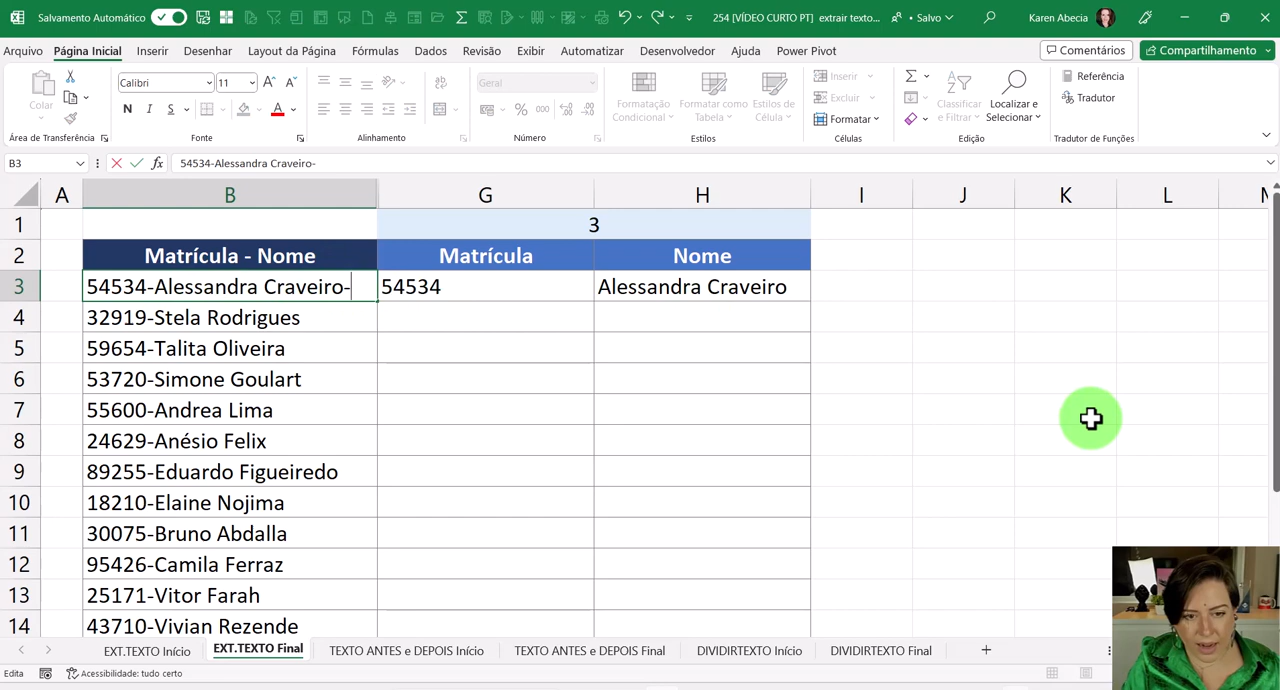 Salvamento Automático
254 [VÍDEO CURTO PT] extrair texto...
• Salvo
Karen Abecia
Arquivo Página Inicial Inserir Desenhar Layout da Página Fórmulas Dados Revisão Exibir Automatizar Desenvolvedor Ajuda Power Pivot Comentários Compartilhamento
Colar
Área de Transferência
Calibri 11
N I S
Fonte
Alinhamento
Geral
% 000
Número
Formatação Condicional
Formatar como Tabela
Estilos de Célula
Estilos
Inserir
Excluir
Formatar
Células
Classificar e Filtrar
Localizar e Selecionar
Edição
Referência
Tradutor
Tradutor de Funções
B3 fx 54534-Alessandra Craveiro-
A B G H I J K L M
1 3
2 Matrícula - Nome Matrícula Nome
3 54534-Alessandra Craveiro- 54534 Alessandra Craveiro
4 32919-Stela Rodrigues
5 59654-Talita Oliveira
6 53720-Simone Goulart
7 55600-Andrea Lima
8 24629-Anésio Felix
9 89255-Eduardo Figueiredo
10 18210-Elaine Nojima
11 30075-Bruno Abdalla
12 95426-Camila Ferraz
13 25171-Vitor Farah
14 43710-Vivian Rezende
EXT.TEXTO Início EXT.TEXTO Final TEXTO ANTES e DEPOIS Início TEXTO ANTES e DEPOIS Final DIVIDIRTEXTO Início DIVIDIRTEXTO Final
Edita Acessibilidade: tudo certo